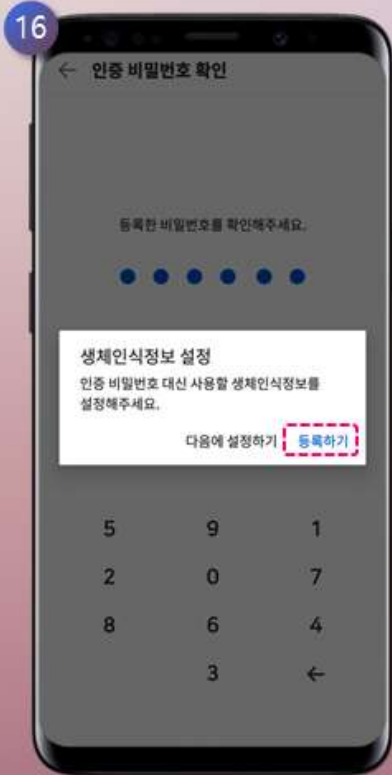 16
← 인증 비밀번호 확인
등록한 비밀번호를 확인해주세요.
생체인식정보 설정
인증 비밀번호 대신 사용할 생체인식정보를
설정해주세요.
다음에 설정하기 등록하기
5 9 1
2 0 7
8 6 4
3 ←